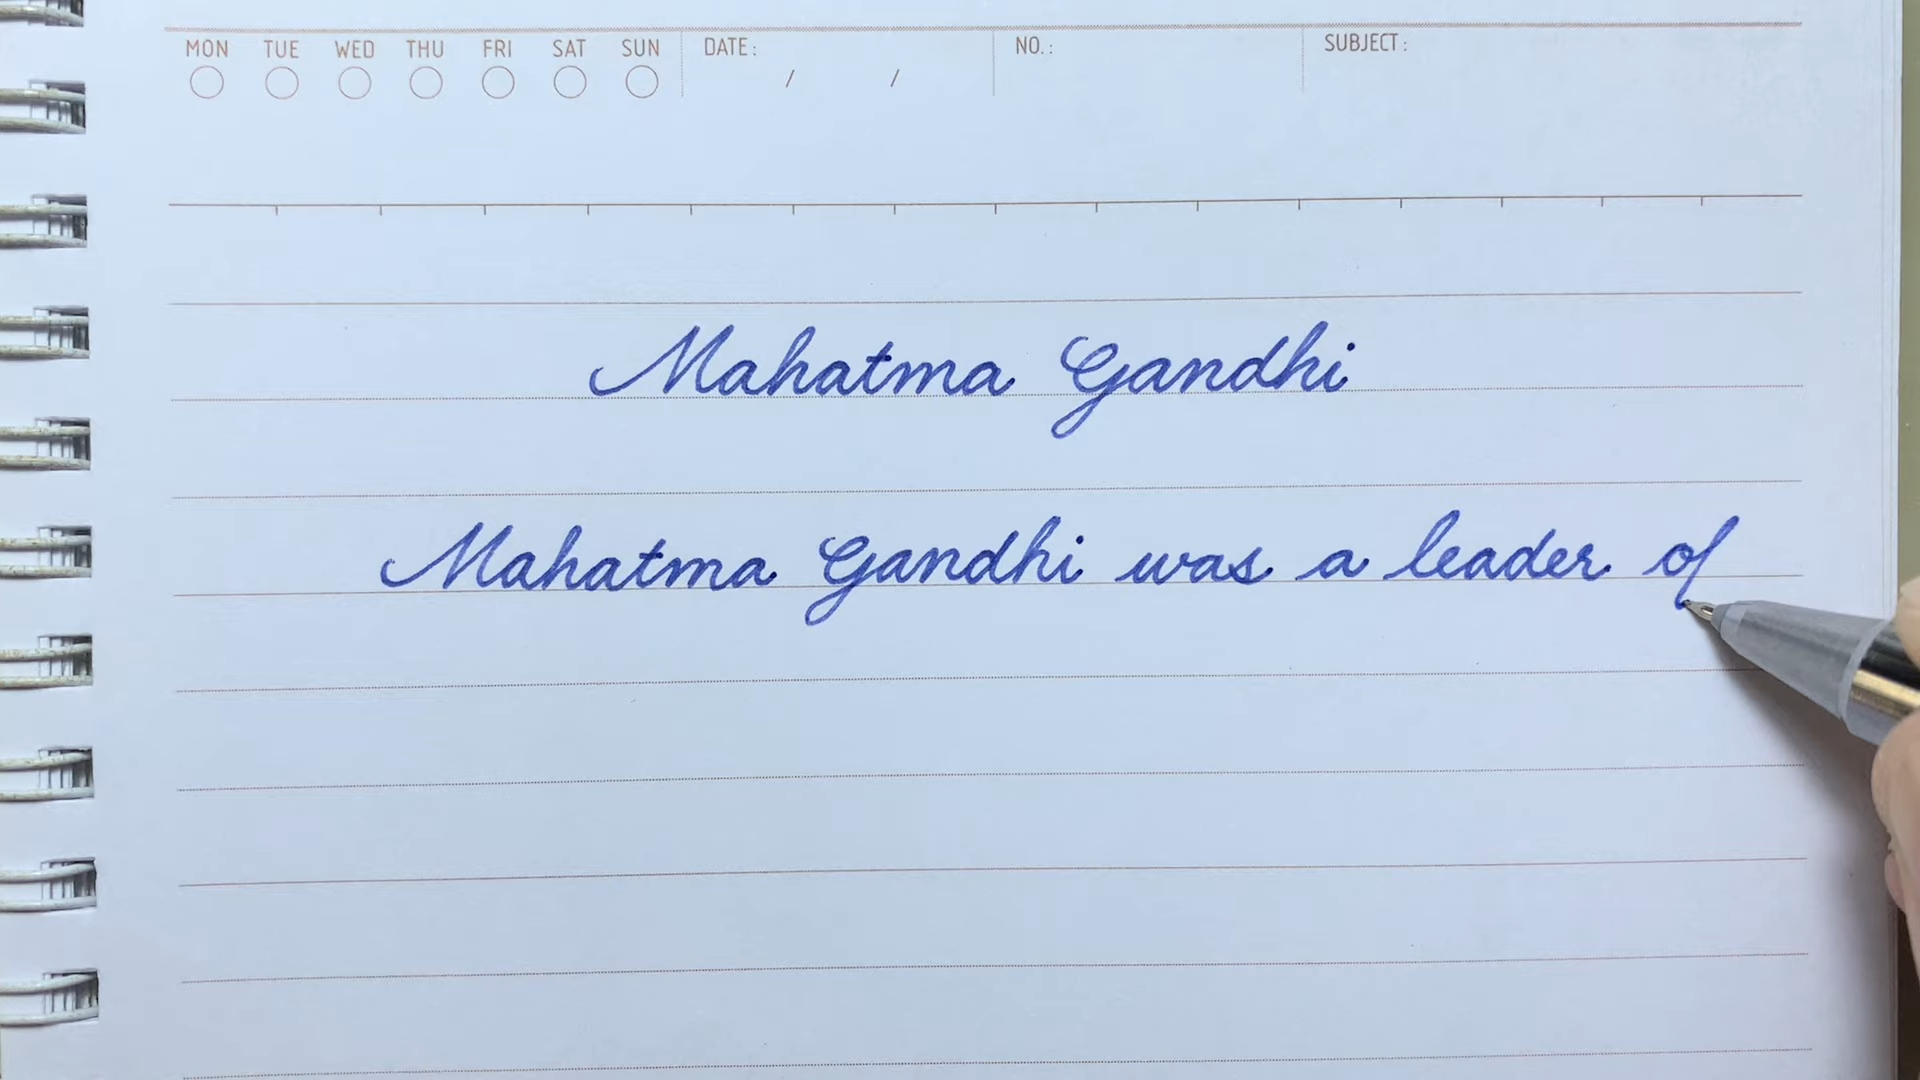 MON TUE WED THU FRI SAT SUN DATE: / / NO.: SUBJECT:
Mahatma Gandhi
Mahatma Gandhi was a leader of